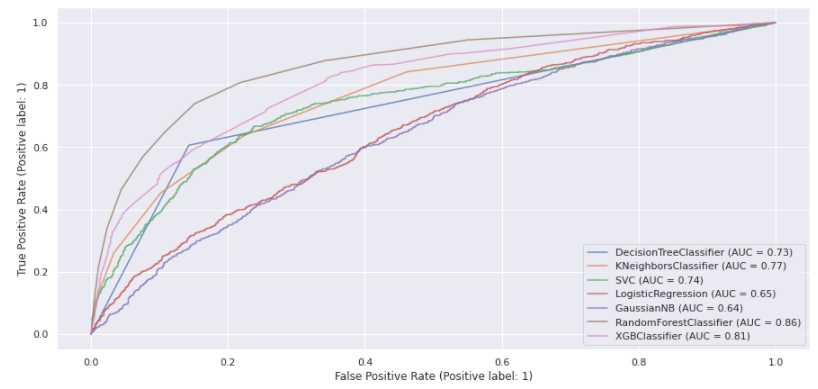 1.0
0.8
0.6
0.4
0.2
0.0
True Positive Rate (Positive label: 1)
DecisionTreeClassifier (AUC = 0.73)
KNeighborsClassifier (AUC = 0.77)
SVC (AUC = 0.74)
LogisticRegression (AUC = 0.65)
GaussianNB (AUC = 0.64)
RandomForestClassifier (AUC = 0.86)
XGBClassifier (AUC = 0.81)
0.0 0.2 0.4 0.6 0.8 1.0
False Positive Rate (Positive label: 1)